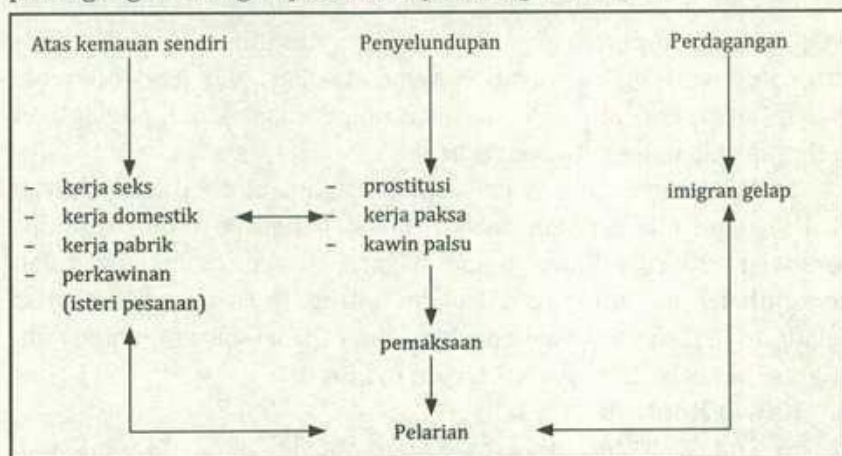 Atas kemauan sendiri
Penyelundupan
Perdagangan
– kerja seks
– kerja domestik
– kerja pabrik
– perkawinan
(isteri pesanan)
– prostitusi
– kerja paksa
– kawin palsu
imigran gelap
pemaksaan
Pelarian